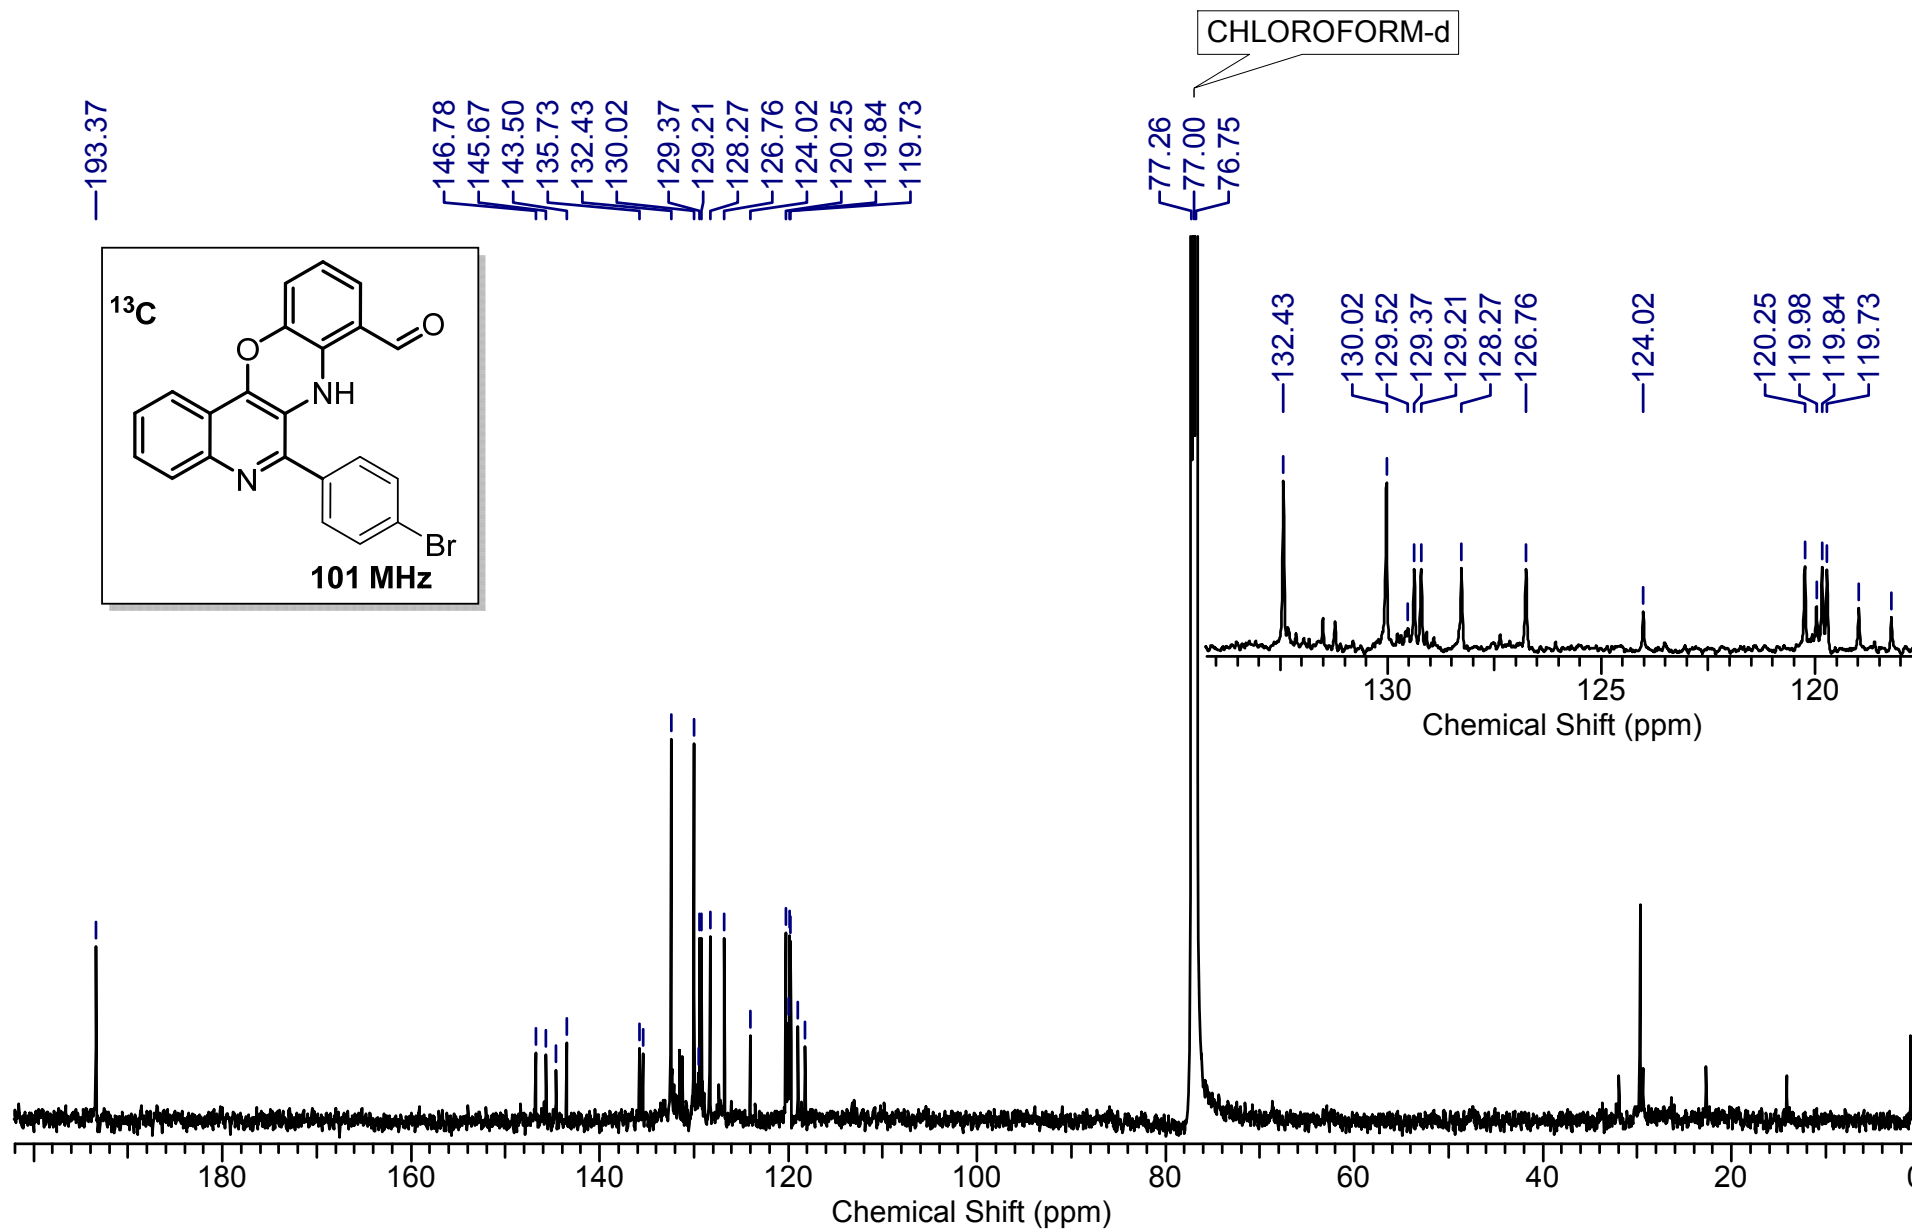 CHLOROFORM-d
193.37
146.78
145.67
143.50
135.73
132.43
130.02
129.37
129.21
128.27
126.76
124.02
120.25
119.84
119.73
77.26
77.00
76.75
13C
O
O
NH
N
Br
101 MHz
132.43
130.02
129.52
129.37
129.21
128.27
126.76
124.02
120.25
119.98
119.84
119.73
130 125 120
Chemical Shift (ppm)
180 160 140 120 100 80 60 40 20 0
Chemical Shift (ppm)